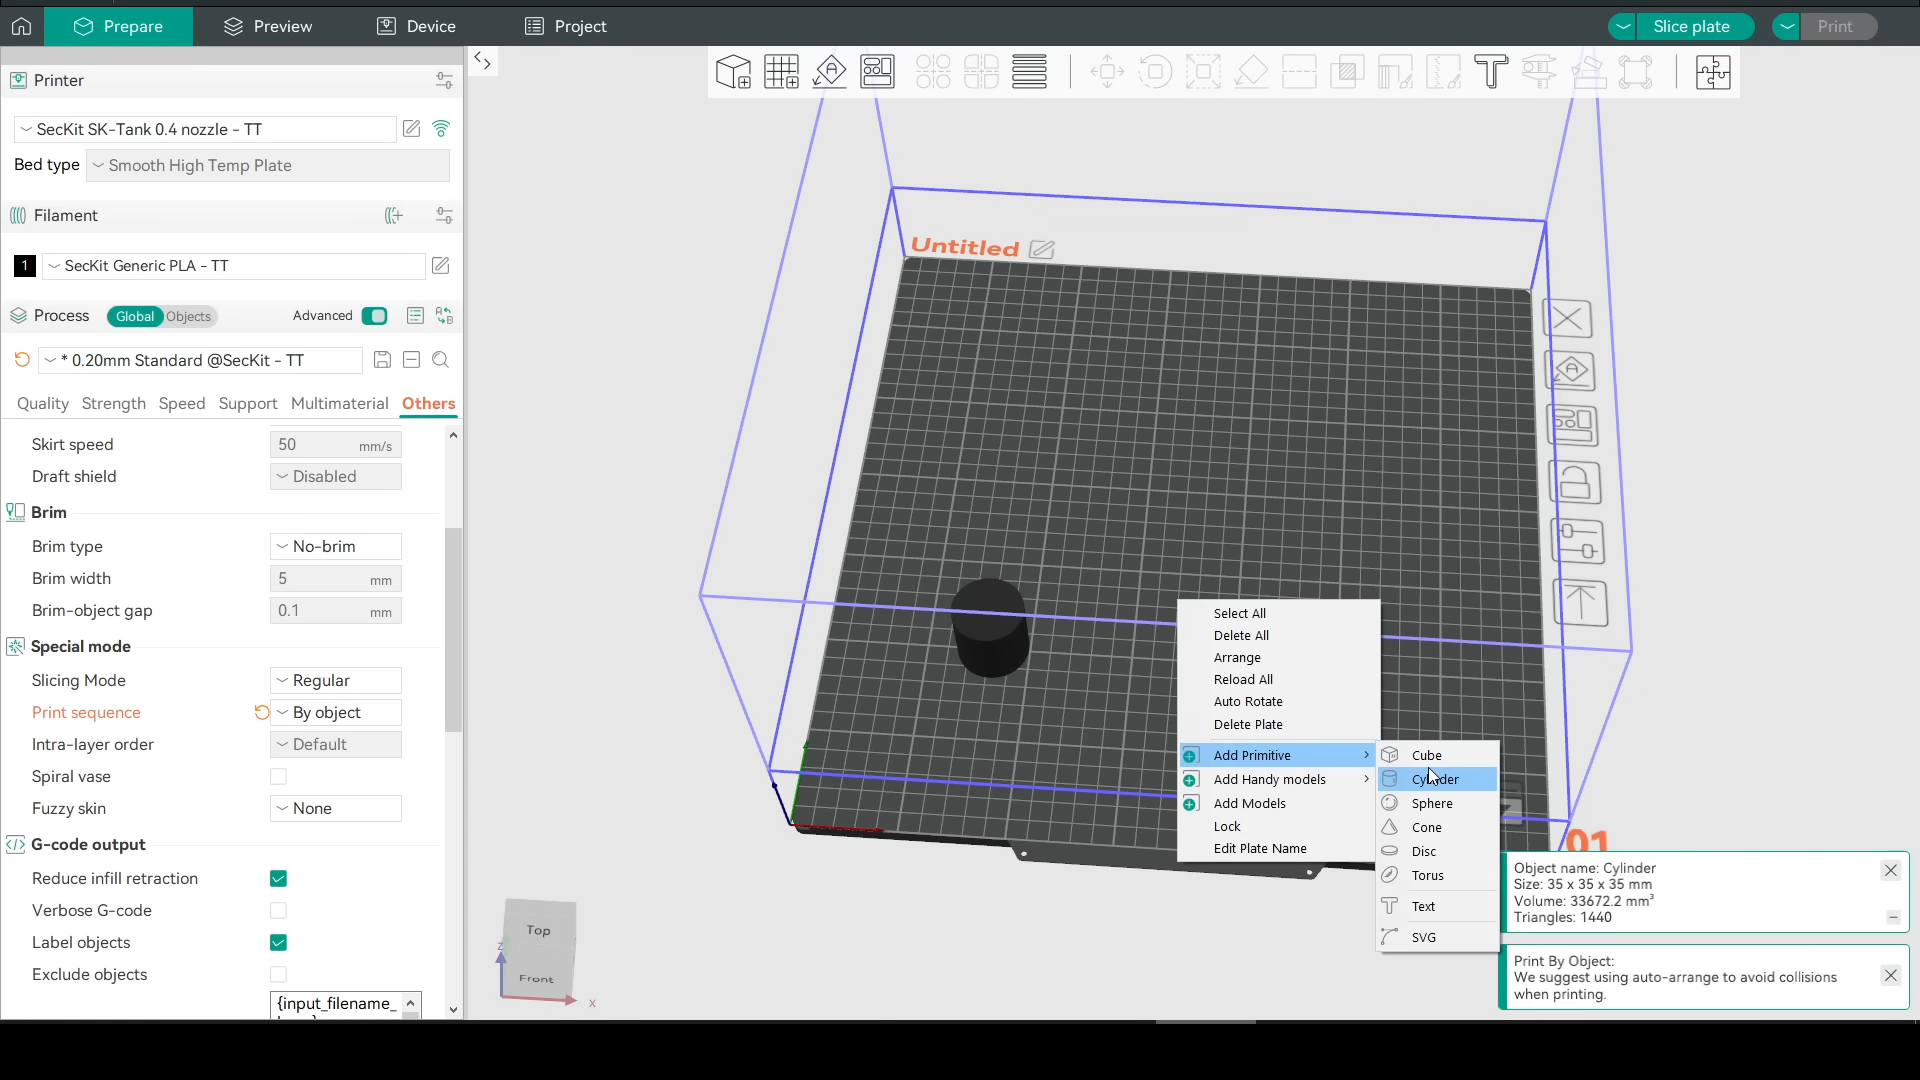 Prepare
Preview
Device
Project
Slice plate
Print
Printer
SecKit SK-Tank 0.4 nozzle - TT
Bed type
Smooth High Temp Plate
Filament
1
SecKit Generic PLA - TT
Process
Global
Objects
Advanced
* 0.20mm Standard @SecKit - TT
Quality
Strength
Speed
Support
Multimaterial
Others
Skirt speed
50 mm/s
Draft shield
Disabled
Brim
Brim type
No-brim
Brim width
5 mm
Brim-object gap
0.1 mm
Special mode
Slicing Mode
Regular
Print sequence
By object
Intra-layer order
Default
Spiral vase
Fuzzy skin
None
G-code output
Reduce infill retraction
Verbose G-code
Label objects
Exclude objects
{input_filename_
Untitled
Select All
Delete All
Arrange
Reload All
Auto Rotate
Delete Plate
Add Primitive
Add Handy models
Add Models
Lock
Edit Plate Name
Cube
Cylinder
Sphere
Cone
Disc
Torus
Text
SVG
01
Object name: Cylinder
Size: 35 x 35 x 35 mm
Volume: 33672.2 mm³
Triangles: 1440
Print By Object:
We suggest using auto-arrange to avoid collisions
when printing.
Top
Front
z
x